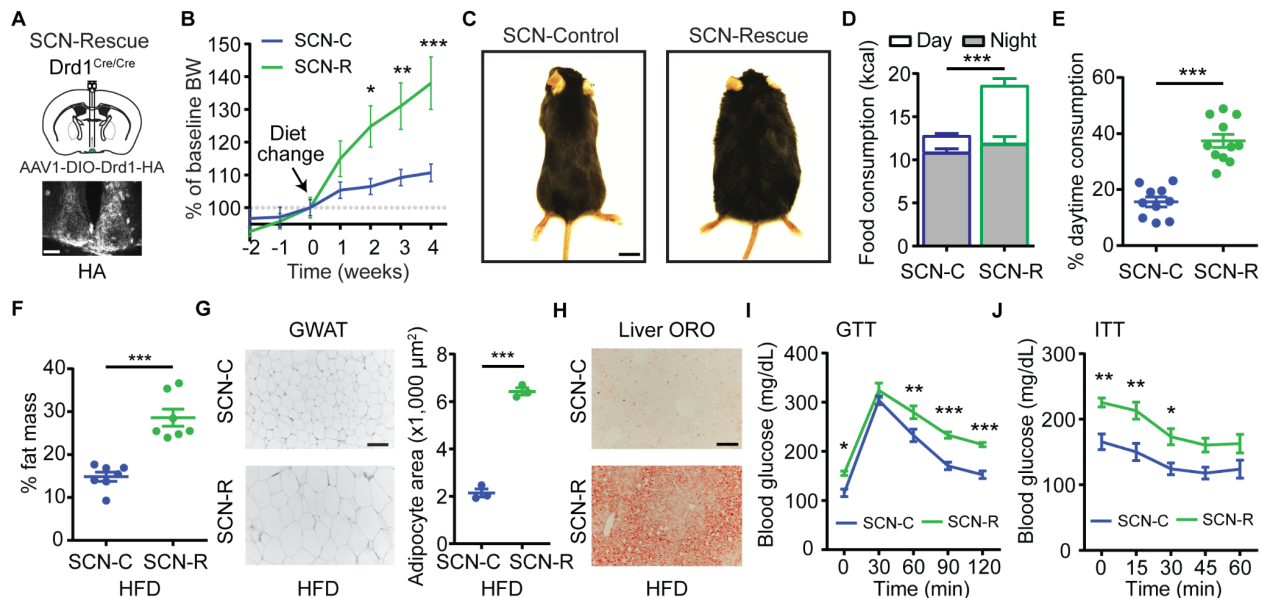 A
SCN-Rescue
Drd1Cre/Cre
AAV1-DIO-Drd1-HA
HA
B
% of baseline BW
150
140
130
120
110
100
SCN-C
SCN-R
Diet
change
*
**
***
-2
-1
0
1
2
3
4
Time (weeks)
C
SCN-Control
SCN-Rescue
D
Day
Night
***
Food consumption (kcal)
20
15
10
5
0
SCN-C
SCN-R
E
% daytime consumption
60
40
20
0
***
SCN-C
SCN-R
F
% fat mass
40
30
20
10
0
***
SCN-C
SCN-R
HFD
G
GWAT
SCN-C
SCN-R
HFD
Adipocyte area (x1,000 µm²)
8
6
4
2
0
***
SCN-C
SCN-R
HFD
H
Liver ORO
SCN-C
SCN-R
HFD
I
GTT
Blood glucose (mg/dL)
400
300
200
100
0
*
**
***
***
SCN-C
SCN-R
0
30
60
90
120
Time (min)
J
ITT
Blood glucose (mg/dL)
300
200
100
0
**
**
*
SCN-C
SCN-R
0
15
30
45
60
Time (min)